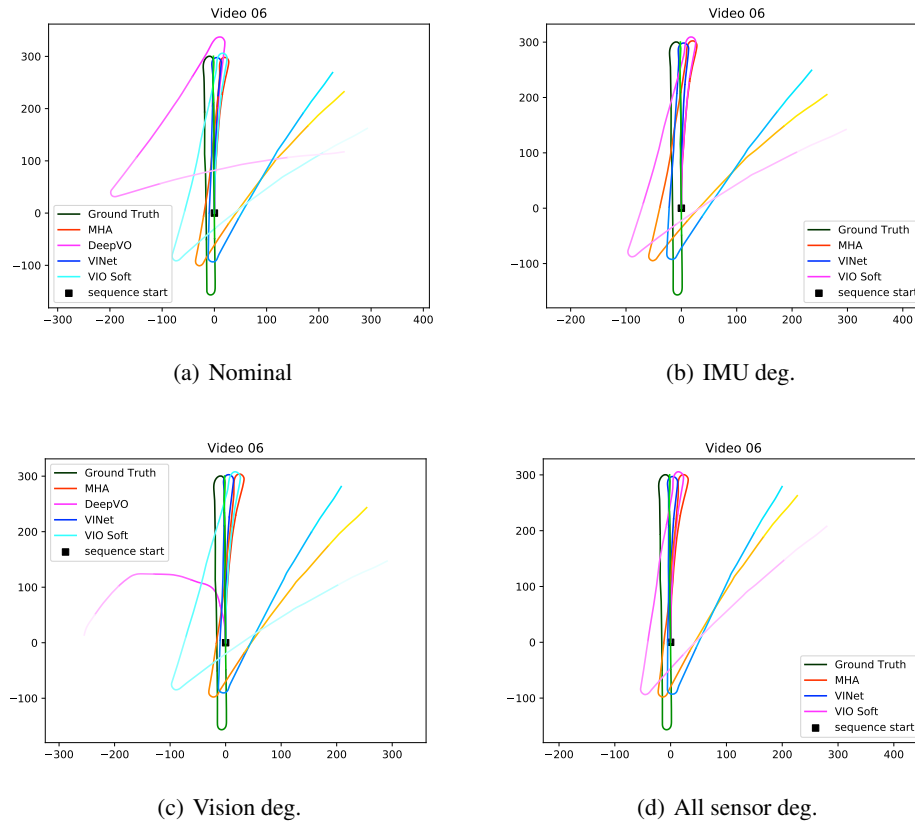 Video 06
300
200
100
0
−100
−300 −200 −100 0 100 200 300 400
Ground Truth
MHA
DeepVO
VINet
VIO Soft
sequence start
(a) Nominal
Video 06
300
200
100
0
−100
−200 −100 0 100 200 300 400
Ground Truth
MHA
VINet
VIO Soft
sequence start
(b) IMU deg.
Video 06
300
200
100
0
−100
−300 −200 −100 0 100 200 300
Ground Truth
MHA
DeepVO
VINet
VIO Soft
sequence start
(c) Vision deg.
Video 06
300
200
100
0
−100
−200 −100 0 100 200 300 400
Ground Truth
MHA
VINet
VIO Soft
sequence start
(d) All sensor deg.